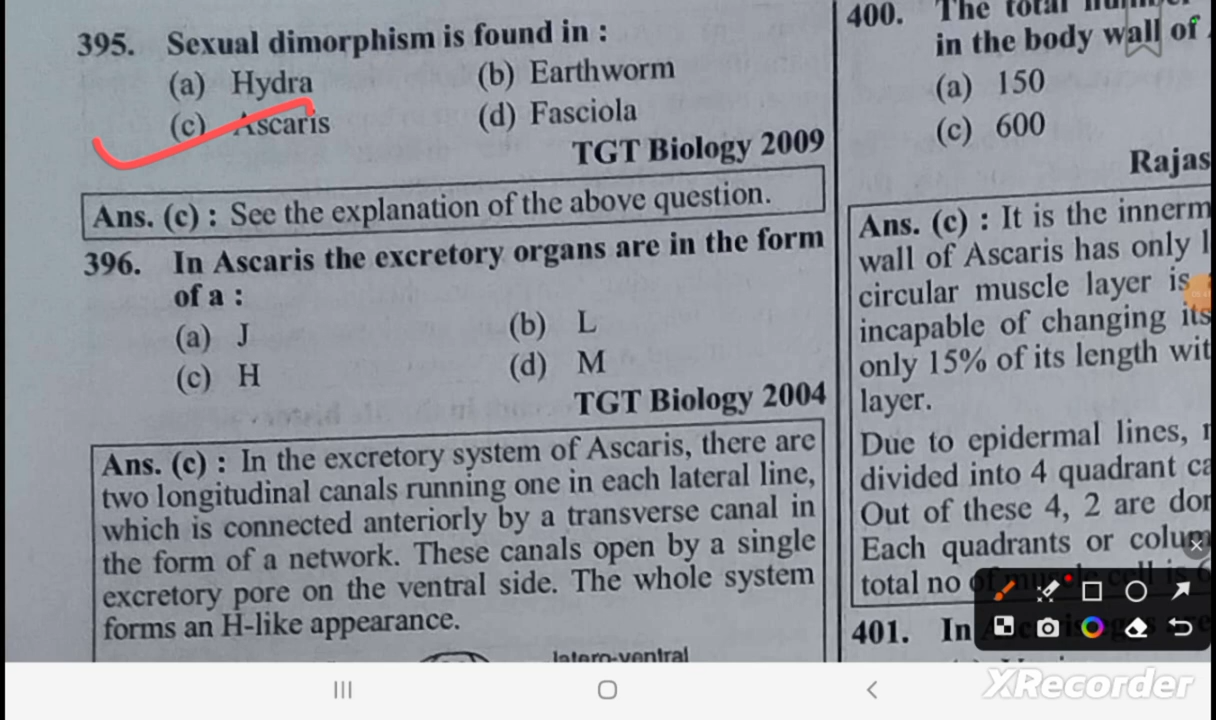 395. Sexual dimorphism is found in :
(a) Hydra (b) Earthworm
(c) Ascaris (d) Fasciola
TGT Biology 2009
Ans. (c) : See the explanation of the above question.
396. In Ascaris the excretory organs are in the form
of a :
(a) J (b) L
(c) H (d) M
TGT Biology 2004
Ans. (c) : In the excretory system of Ascaris, there are
two longitudinal canals running one in each lateral line,
which is connected anteriorly by a transverse canal in
the form of a network. These canals open by a single
excretory pore on the ventral side. The whole system
forms an H-like appearance.
latero-ventral
400. The total
in the body wall of
(a) 150
(c) 600
Rajas
Ans. (c) : It is the innerm
wall of Ascaris has only l
circular muscle layer is
incapable of changing its
only 15% of its length wit
layer.
Due to epidermal lines,
divided into 4 quadrant ca
Out of these 4, 2 are dor
Each quadrants or colum
total no of muscle cell is 6
401. In
XRecorder